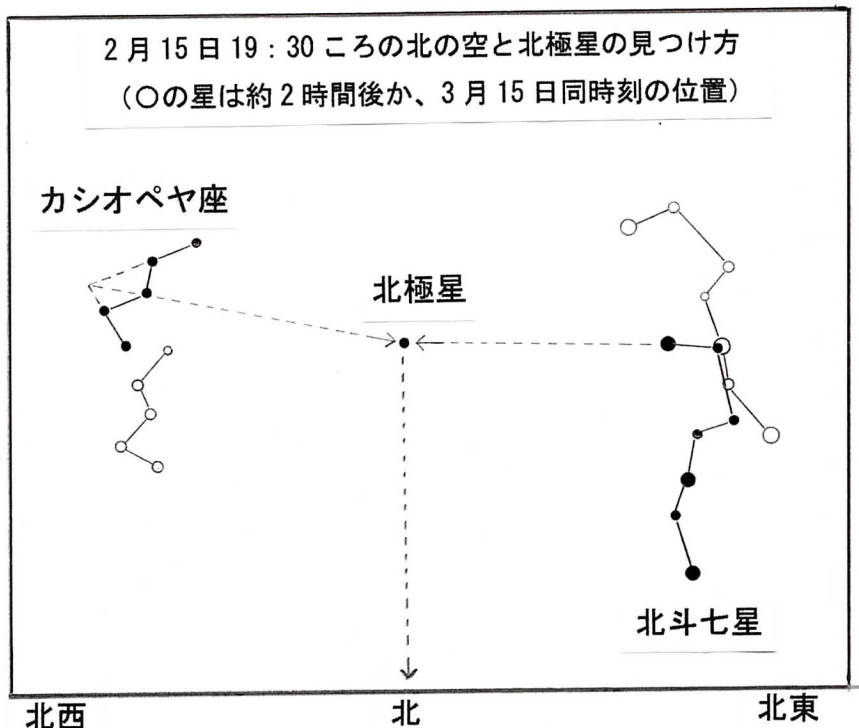 2月15日19:30ころの北の空と北極星の見つけ方
(〇の星は約2時間後か、3月15日同時刻の位置)
カシオペヤ座
北極星
北斗七星
北西
北
北東